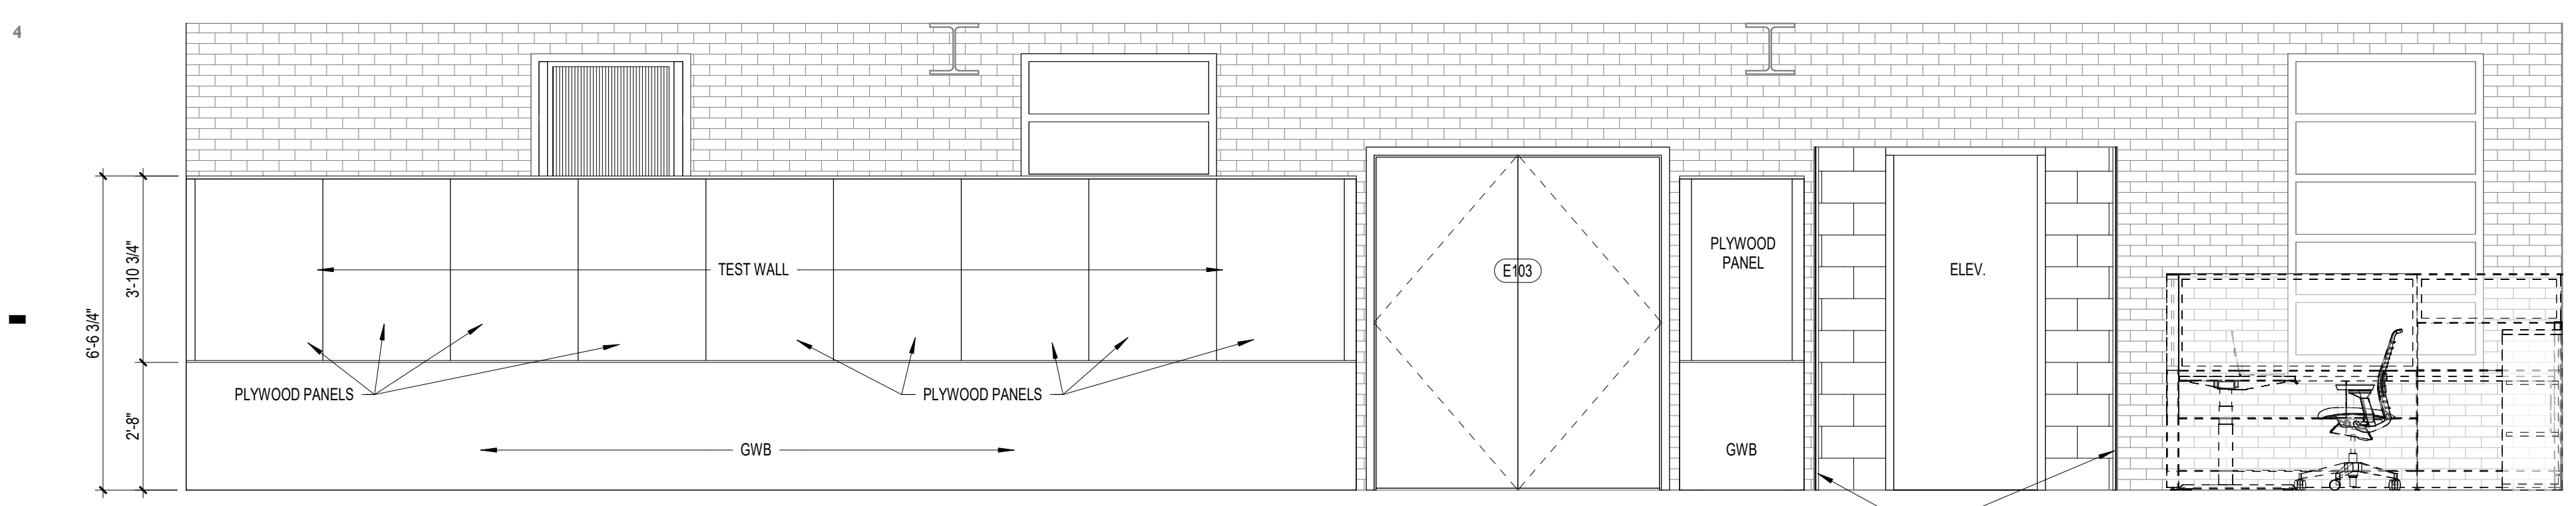 4
TEST WALL
E103
PLYWOOD
PANEL
ELEV.
3'-10 3/4"
6'-6 3/4"
2'-8"
PLYWOOD PANELS
PLYWOOD PANELS
GWB
GWB